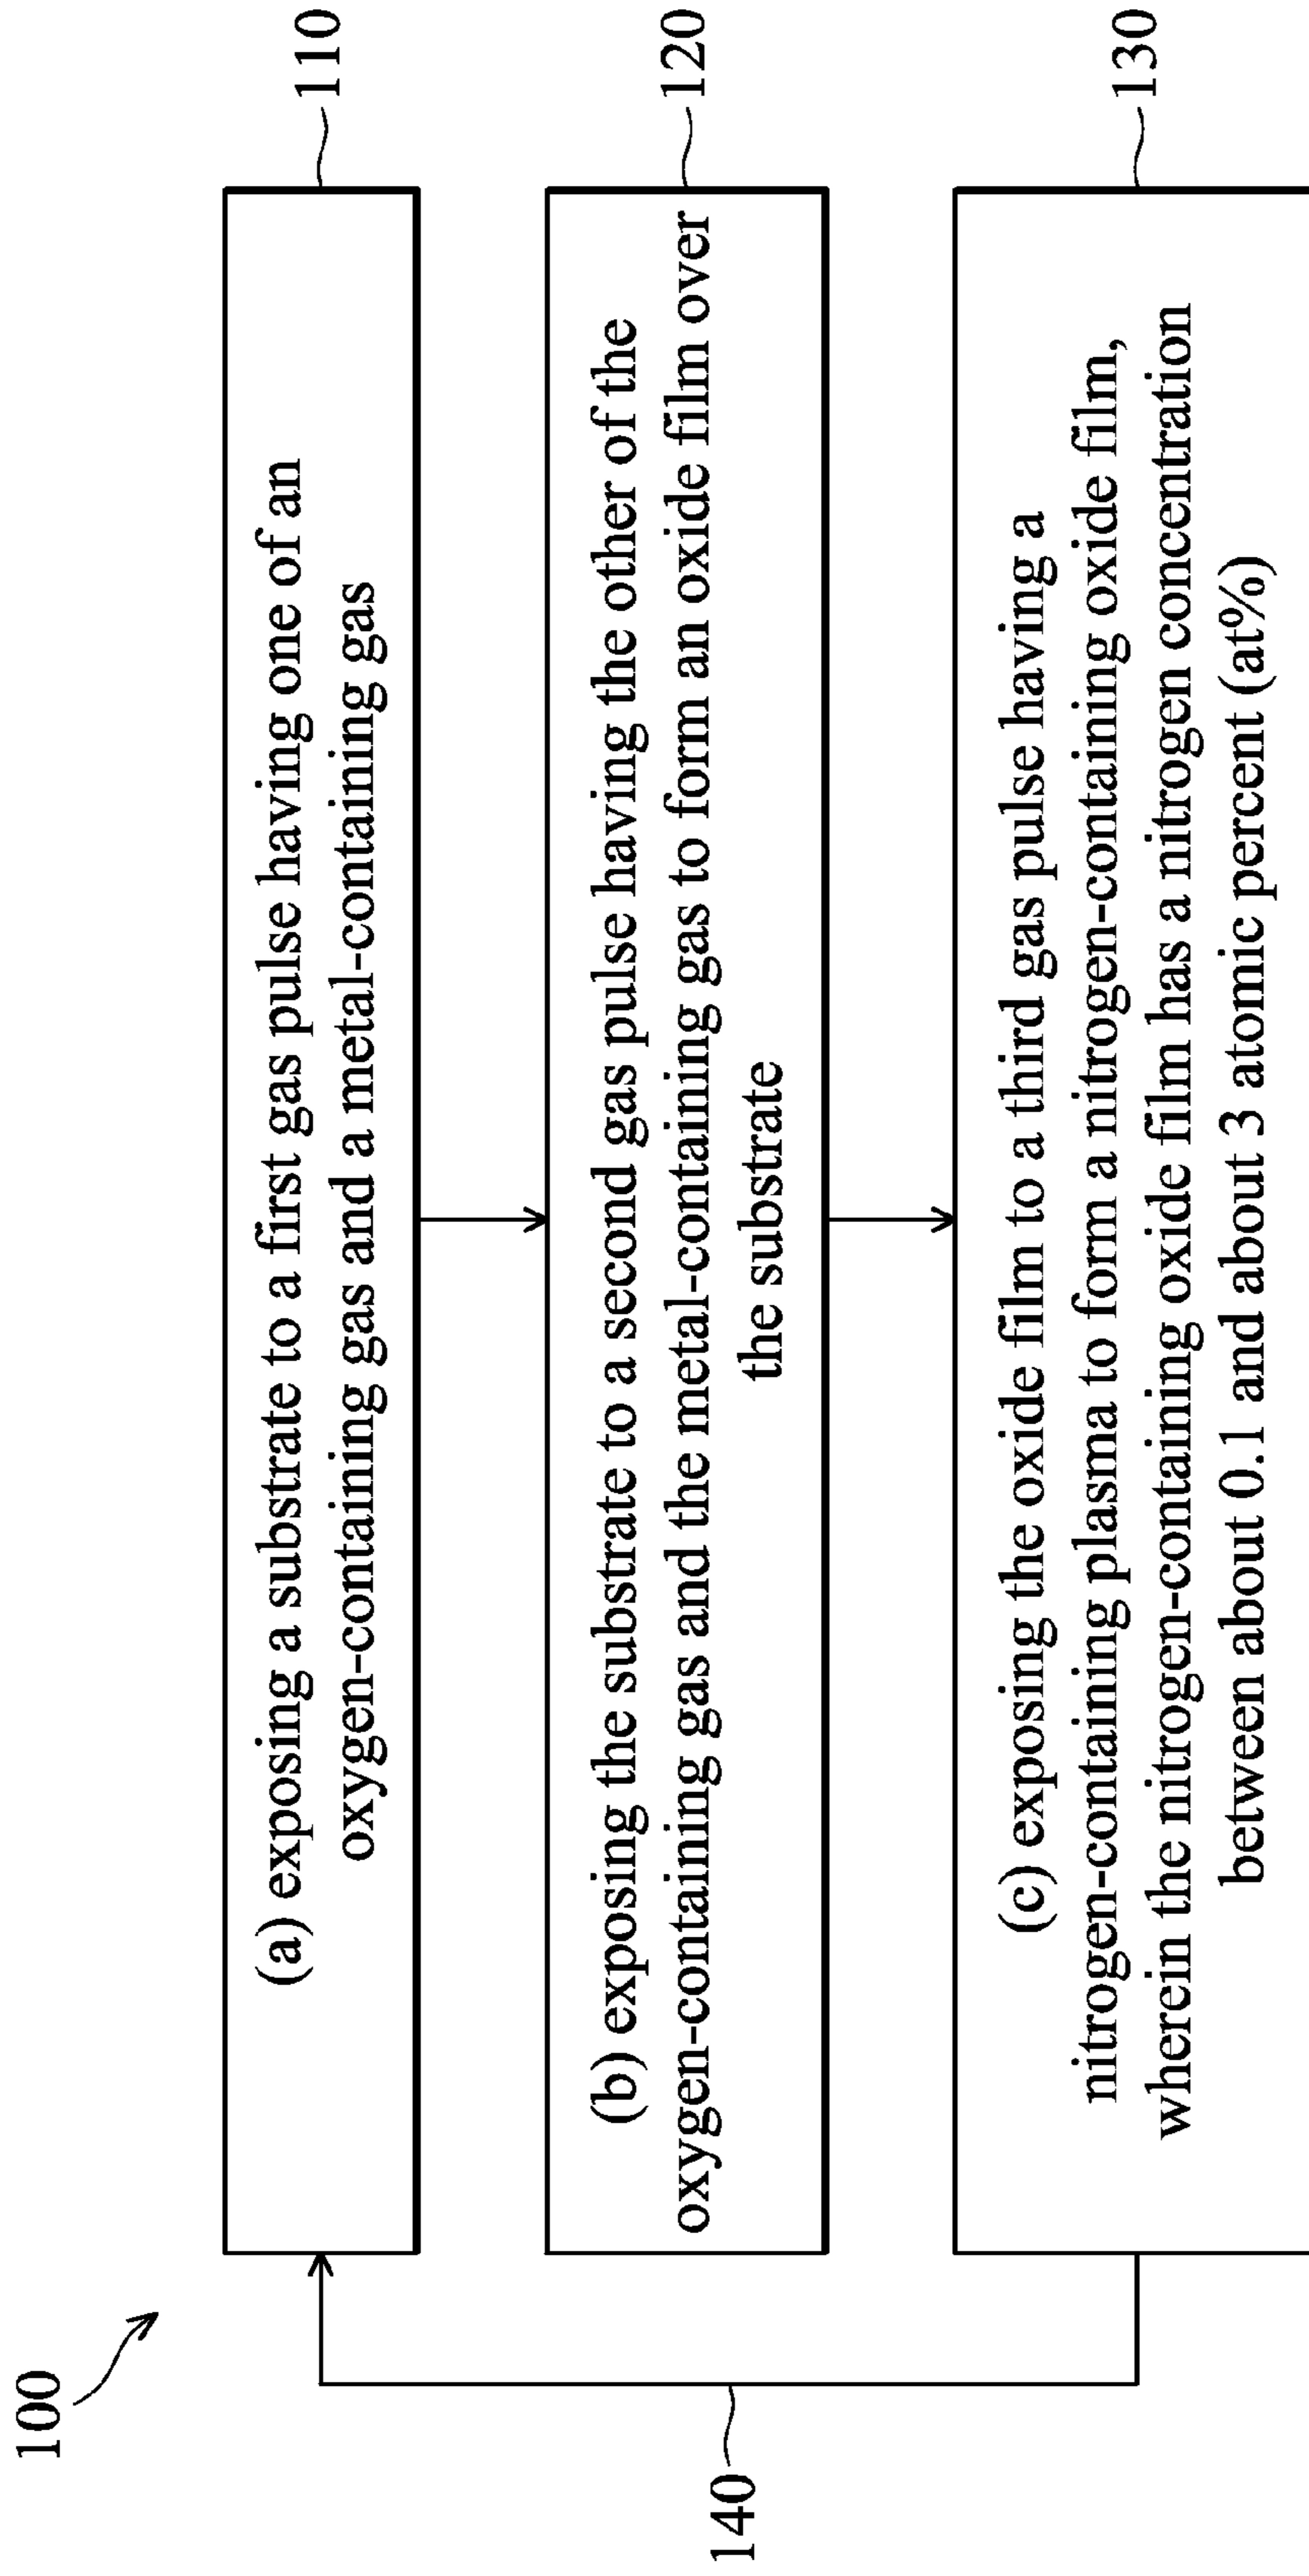 100
(a) exposing a substrate to a first gas pulse having one of an
oxygen-containing gas and a metal-containing gas
110
(b) exposing the substrate to a second gas pulse having the other of the
oxygen-containing gas and the metal-containing gas to form an oxide film over
the substrate
120
(c) exposing the oxide film to a third gas pulse having a
nitrogen-containing plasma to form a nitrogen-containing oxide film,
wherein the nitrogen-containing oxide film has a nitrogen concentration
between about 0.1 and about 3 atomic percent (at%)
130
140